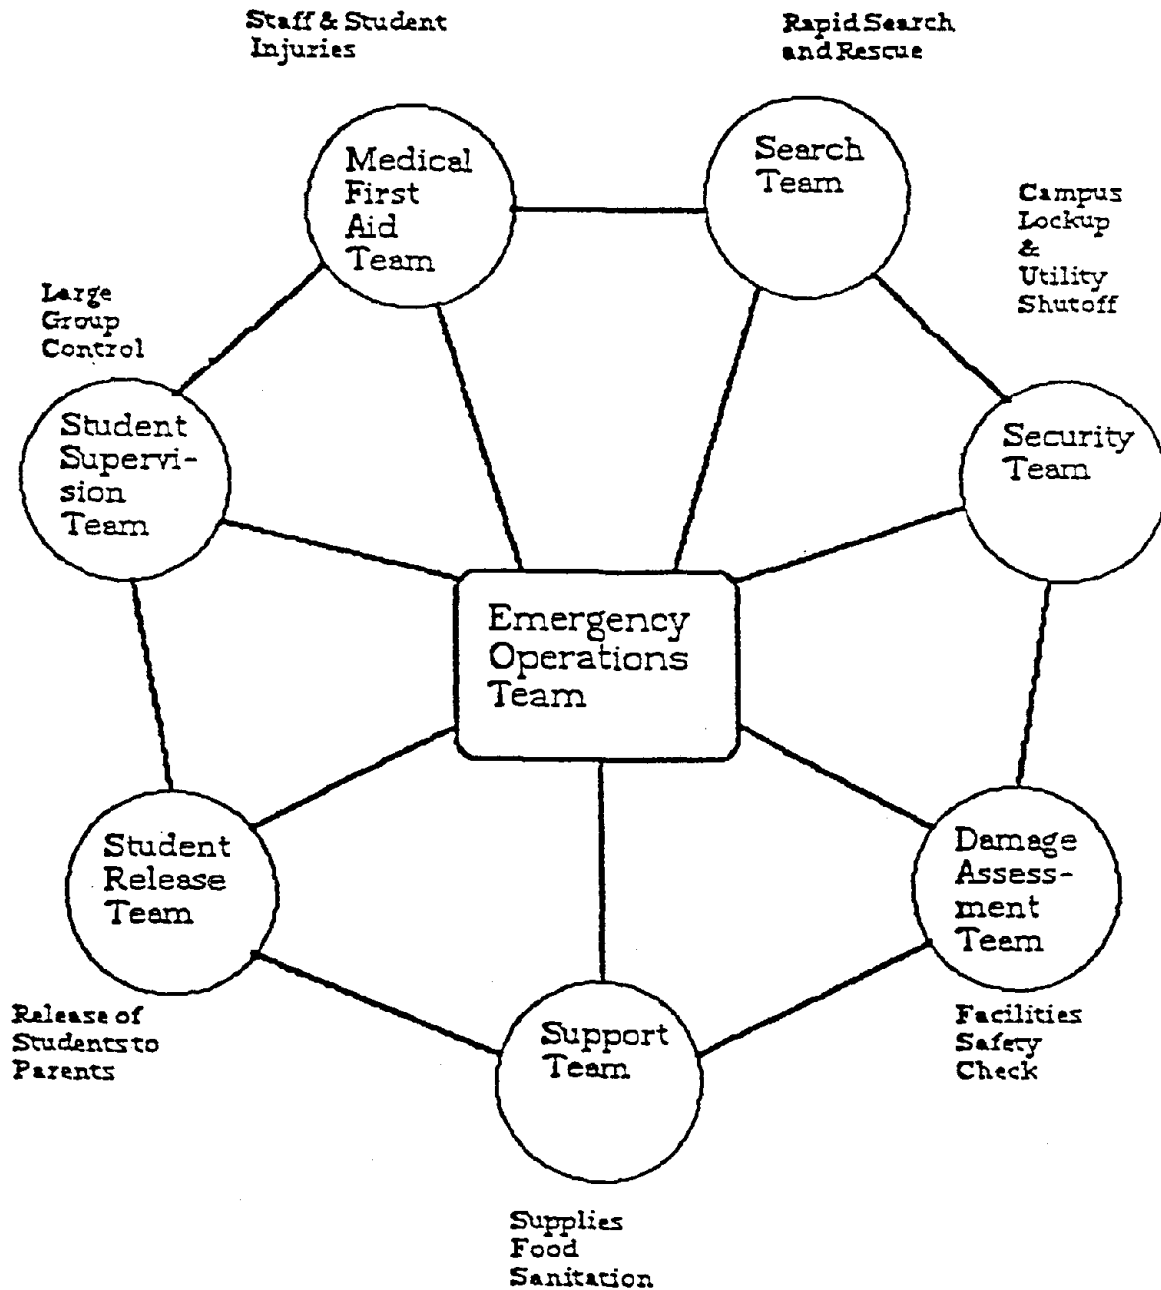 Staff & Student
Injuries
Rapid Search
and Rescue
Medical
First
Aid
Team
Search
Team
Campus
Lockup
&
Utility
Shutoff
Large
Group
Control
Student
Supervi-
sion
Team
Security
Team
Emergency
Operations
Team
Student
Release
Team
Damage
Assess-
ment
Team
Release of
Students to
Parents
Support
Team
Facilities
Safety
Check
Supplies
Food
Sanitation